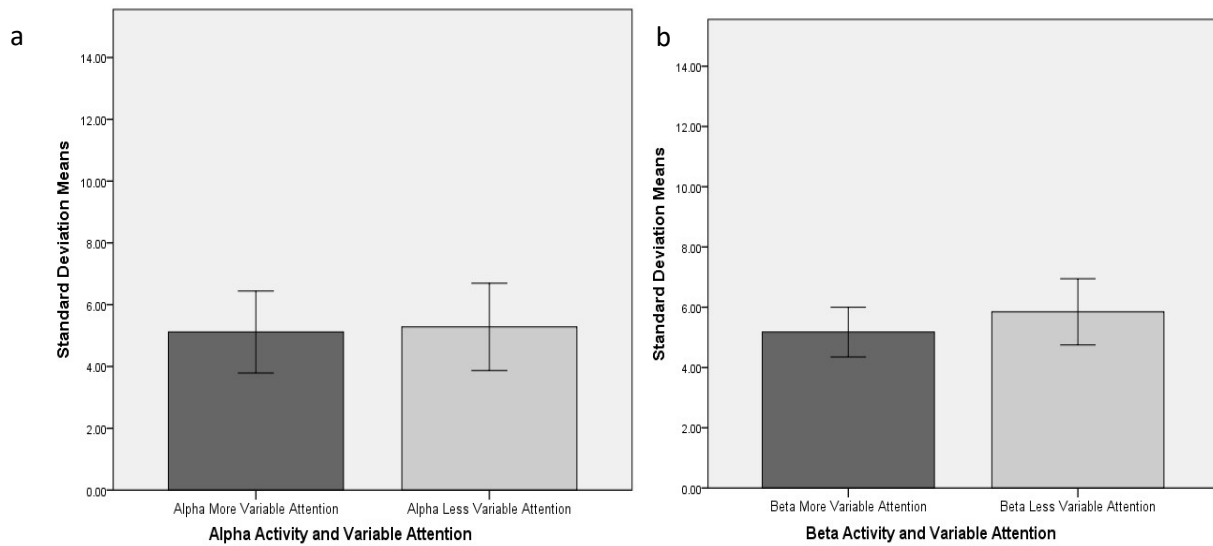 a
Standard Deviation Means
14.00
12.00
10.00
8.00
6.00
4.00
2.00
0.00
Alpha More Variable Attention
Alpha Less Variable Attention
Alpha Activity and Variable Attention
b
Standard Deviation Means
14.00
12.00
10.00
8.00
6.00
4.00
2.00
0.00
Beta More Variable Attention
Beta Less Variable Attention
Beta Activity and Variable Attention